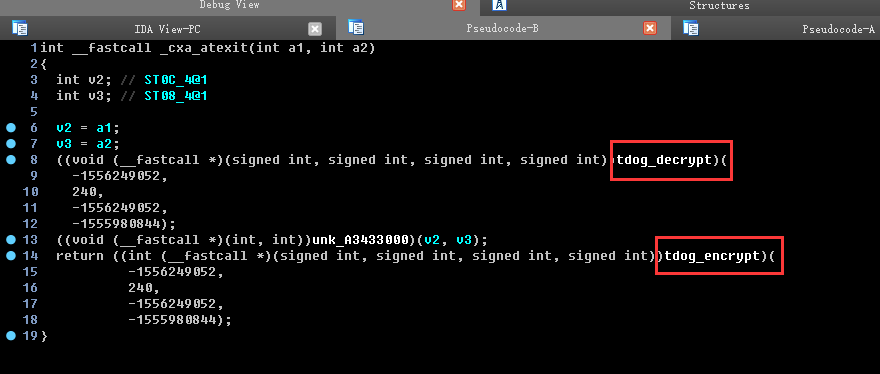 Debug View
Structures
IDA View-PC
Pseudocode-B
Pseudocode-A
1 int __fastcall _cxa_atexit(int a1, int a2)
2 {
3 int v2; // ST0C_4@1
4 int v3; // ST08_4@1
5
6 v2 = a1;
7 v3 = a2;
8 ((void (__fastcall *)(signed int, signed int, signed int, signed int))tdog_decrypt)(
9 -1556249052,
10 240,
11 -1556249052,
12 -1555980844);
13 ((void (__fastcall *)(int, int))unk_A3433000)(v2, v3);
14 return ((int (__fastcall *)(signed int, signed int, signed int, signed int))tdog_encrypt)(
15 -1556249052,
16 240,
17 -1556249052,
18 -1555980844);
19 }